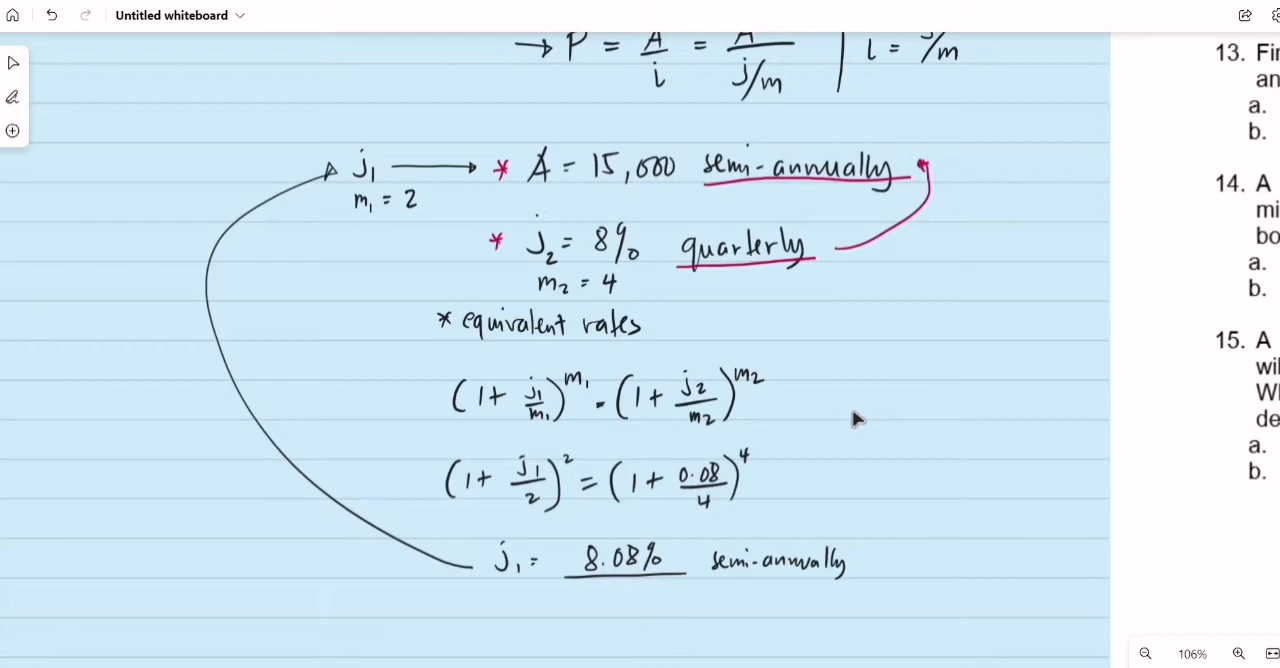 Untitled whiteboard
→ P = A/i = A/(j/m) | i = j/m
j₁ → * A = 15,000 semi-annually
m₁ = 2
* j₂ = 8% quarterly
m₂ = 4
* equivalent rates
(1 + j₁/m₁)^m₁ = (1 + j₂/m₂)^m₂
(1 + j₁/2)² = (1 + 0.08/4)⁴
j₁ = 8.08% semi-annually
13. Fir
an
a.
b.
14. A
mi
bo
a.
b.
15. A
wil
Wh
de
a.
b.
106%